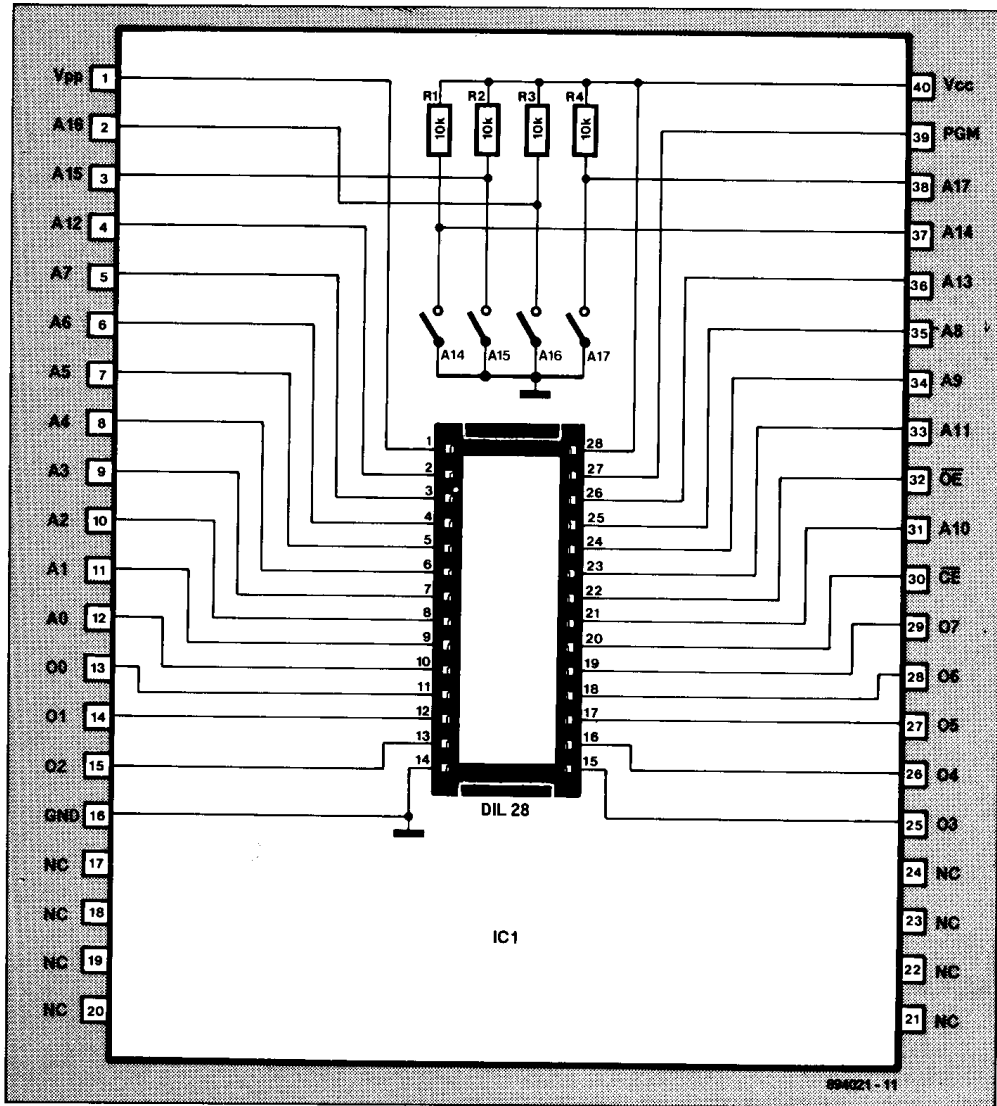 Vpp 1
A16 2
A15 3
A12 4
A7 5
A6 6
A5 7
A4 8
A3 9
A2 10
A1 11
A0 12
O0 13
O1 14
O2 15
GND 16
NC 17
NC 18
NC 19
NC 20
R1 R2 R3 R4
10k 10k 10k 10k
A14 A15 A16 A17
1 28
2 27
3 26
4 25
5 24
6 23
7 22
8 21
9 20
10 19
11 18
12 17
13 16
14 15
DIL 28
IC1
40 Vcc
39 PGM
38 A17
37 A14
36 A13
35 A8
34 A9
33 A11
32 O̅E̅
31 A10
30 C̅E̅
29 O7
28 O6
27 O5
26 O4
25 O3
24 NC
23 NC
22 NC
21 NC
894021 - 11